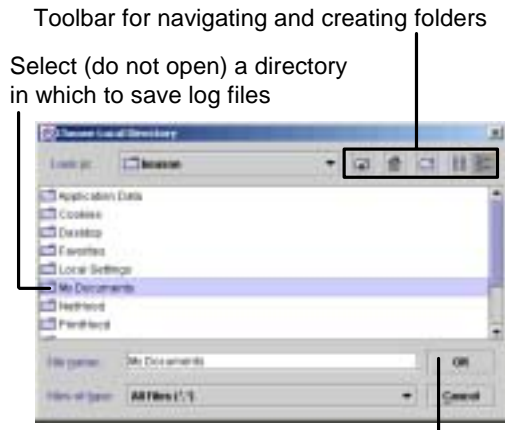 Toolbar for navigating and creating folders
Select (do not open) a directory
in which to save log files
Choose Local Directory
Look in:
Application Data
Cookies
Desktop
Favorites
Local Settings
My Documents
NetHood
PrintHood
File name: My Documents OK
Files of type: All Files (*.*) Cancel